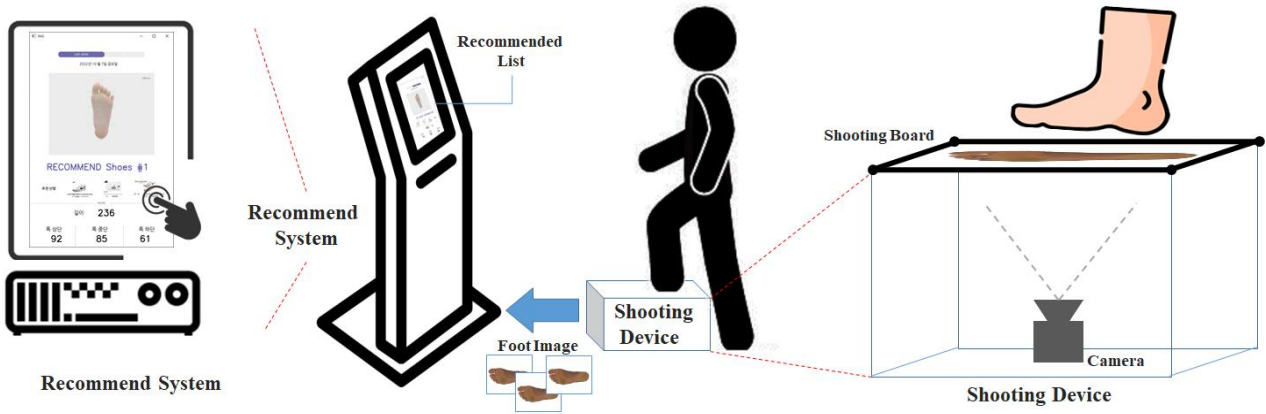 RECOMMEND Shoes #1
길이 236
폭 상단 폭 중단 폭 하단
92 85 61
Recommend System
Recommend
System
Recommended
List
Shooting
Device
Foot Image
Shooting Board
Camera
Shooting Device